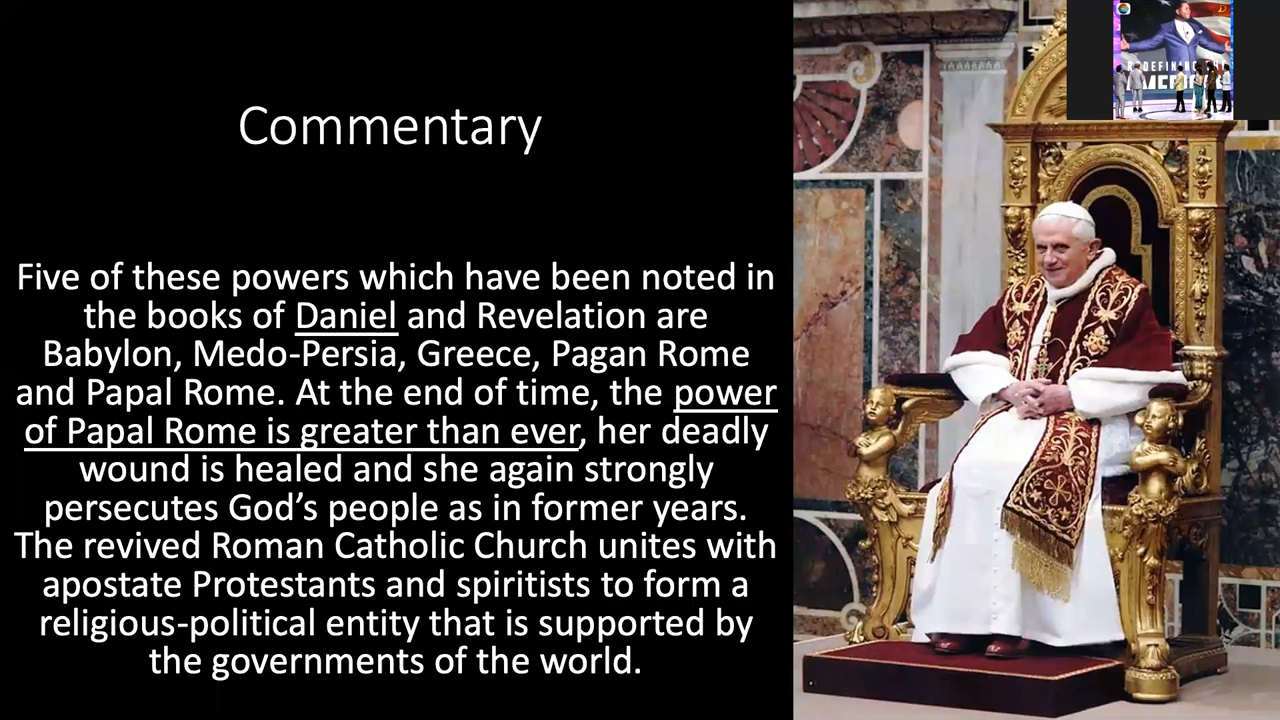 Commentary
Five of these powers which have been noted in
the books of Daniel and Revelation are
Babylon, Medo-Persia, Greece, Pagan Rome
and Papal Rome. At the end of time, the power
of Papal Rome is greater than ever, her deadly
wound is healed and she again strongly
persecutes God’s people as in former years.
The revived Roman Catholic Church unites with
apostate Protestants and spiritists to form a
religious-political entity that is supported by
the governments of the world.